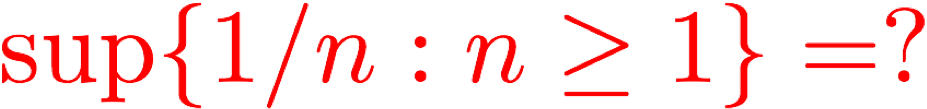 sup{1/n : n ≥ 1} =?